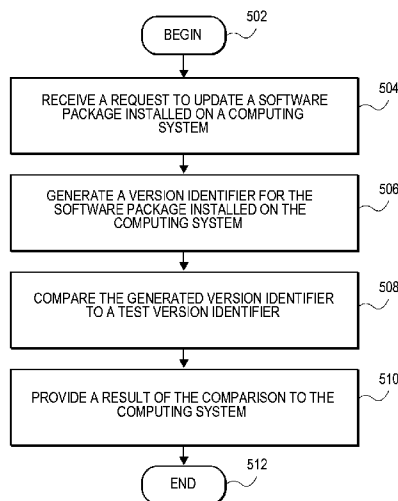 BEGIN
502
RECEIVE A REQUEST TO UPDATE A SOFTWARE
PACKAGE INSTALLED ON A COMPUTING
SYSTEM
504
GENERATE A VERSION IDENTIFIER FOR THE
SOFTWARE PACKAGE INSTALLED ON THE
COMPUTING SYSTEM
506
COMPARE THE GENERATED VERSION IDENTIFIER
TO A TEST VERSION IDENTIFIER
508
PROVIDE A RESULT OF THE COMPARISON TO THE
COMPUTING SYSTEM
510
END
512